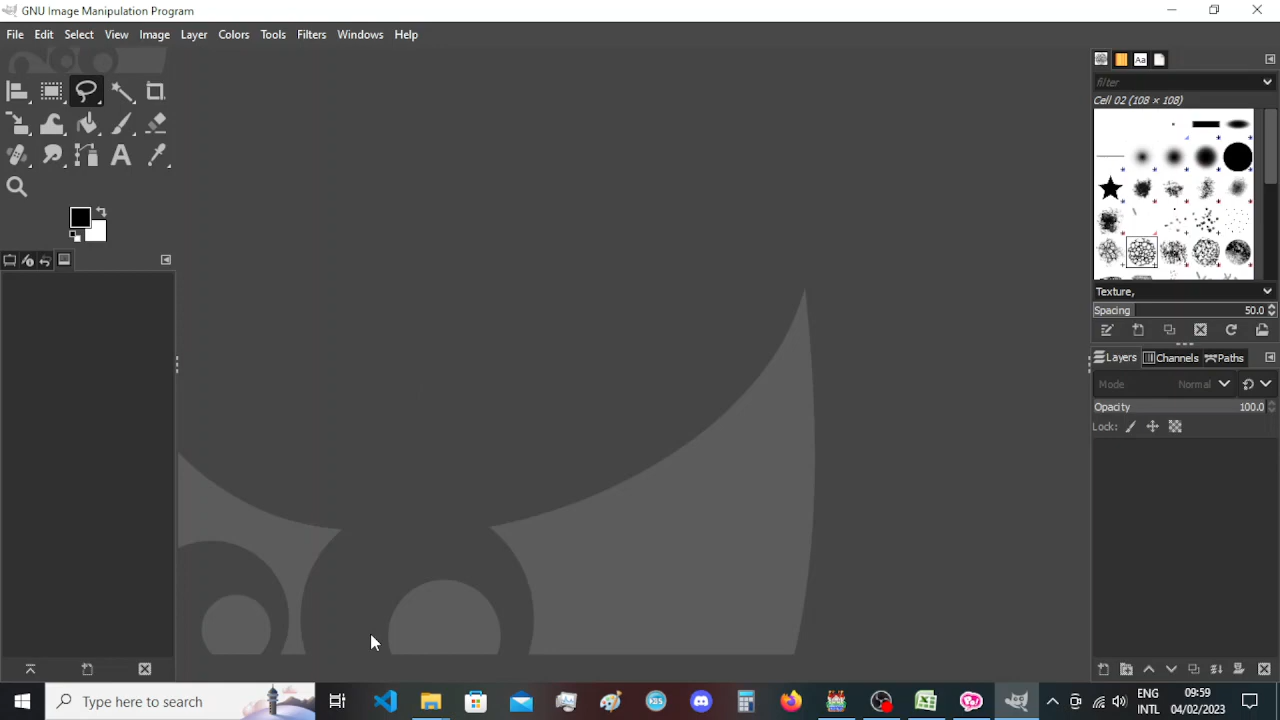 GNU Image Manipulation Program
File Edit Select View Image Layer Colors Tools Filters Windows Help
Aa
filter
Cell 02 (108 × 108)
Texture,
Spacing 50.0
Layers Channels Paths
Mode Normal
Opacity 100.0
Lock:
Type here to search
ENG 09:59
INTL 04/02/2023